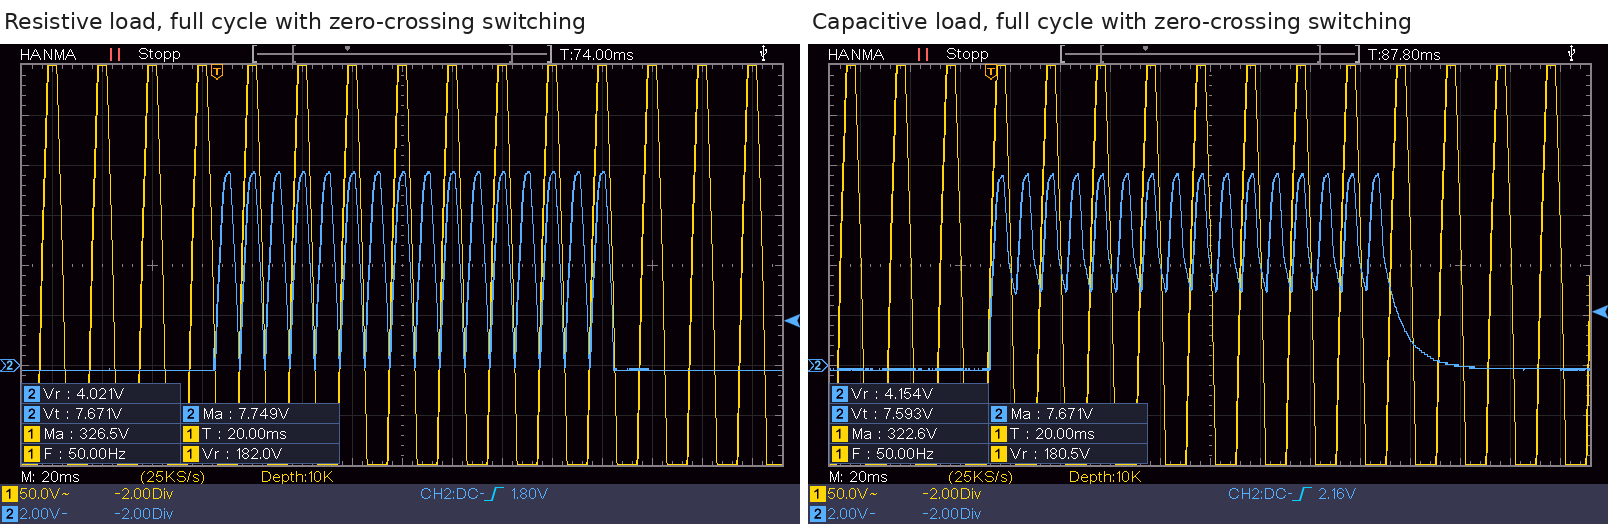 Resistive load, full cycle with zero-crossing switching
HANMA Stopp T:74.00ms
T
2
2 Vr : 4.021V
2 Vt : 7.671V 2 Ma : 7.749V
1 Ma : 326.5V 1 T : 20.00ms
1 F : 50.00Hz 1 Vr : 182.0V
M: 20ms (25KS/s) Depth:10K
1 50.0V~ -2.00Div CH2:DC- 1.80V
2 2.00V- -2.00Div
Capacitive load, full cycle with zero-crossing switching
HANMA Stopp T:87.80ms
T
2
2 Vr : 4.154V
2 Vt : 7.593V 2 Ma : 7.671V
1 Ma : 322.6V 1 T : 20.00ms
1 F : 50.00Hz 1 Vr : 180.5V
M: 20ms (25KS/s) Depth:10K
1 50.0V~ -2.00Div CH2:DC- 2.16V
2 2.00V- -2.00Div